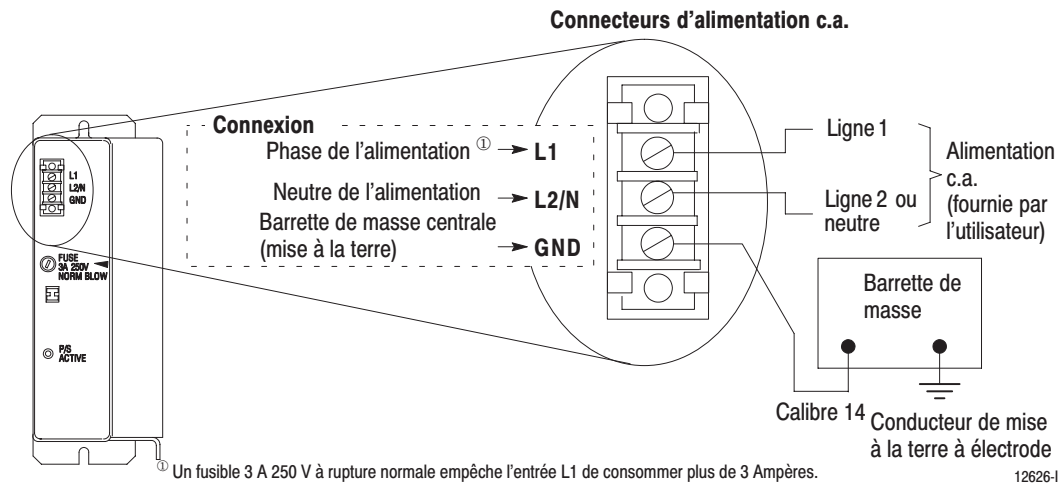 Connecteurs d’alimentation c.a.
Connexion
Phase de l’alimentation ① L1
Neutre de l’alimentation L2/N
Barrette de masse centrale
(mise à la terre) GND
Ligne 1
Ligne 2 ou
neutre
Alimentation
c.a.
(fournie par
l’utilisateur)
L1
L2/N
GND
FUSE
3A 250V
NORM BLOW
P/S
ACTIVE
Barrette de
masse
Calibre 14
Conducteur de mise
à la terre à électrode
① Un fusible 3 A 250 V à rupture normale empêche l’entrée L1 de consommer plus de 3 Ampères.
12626-I